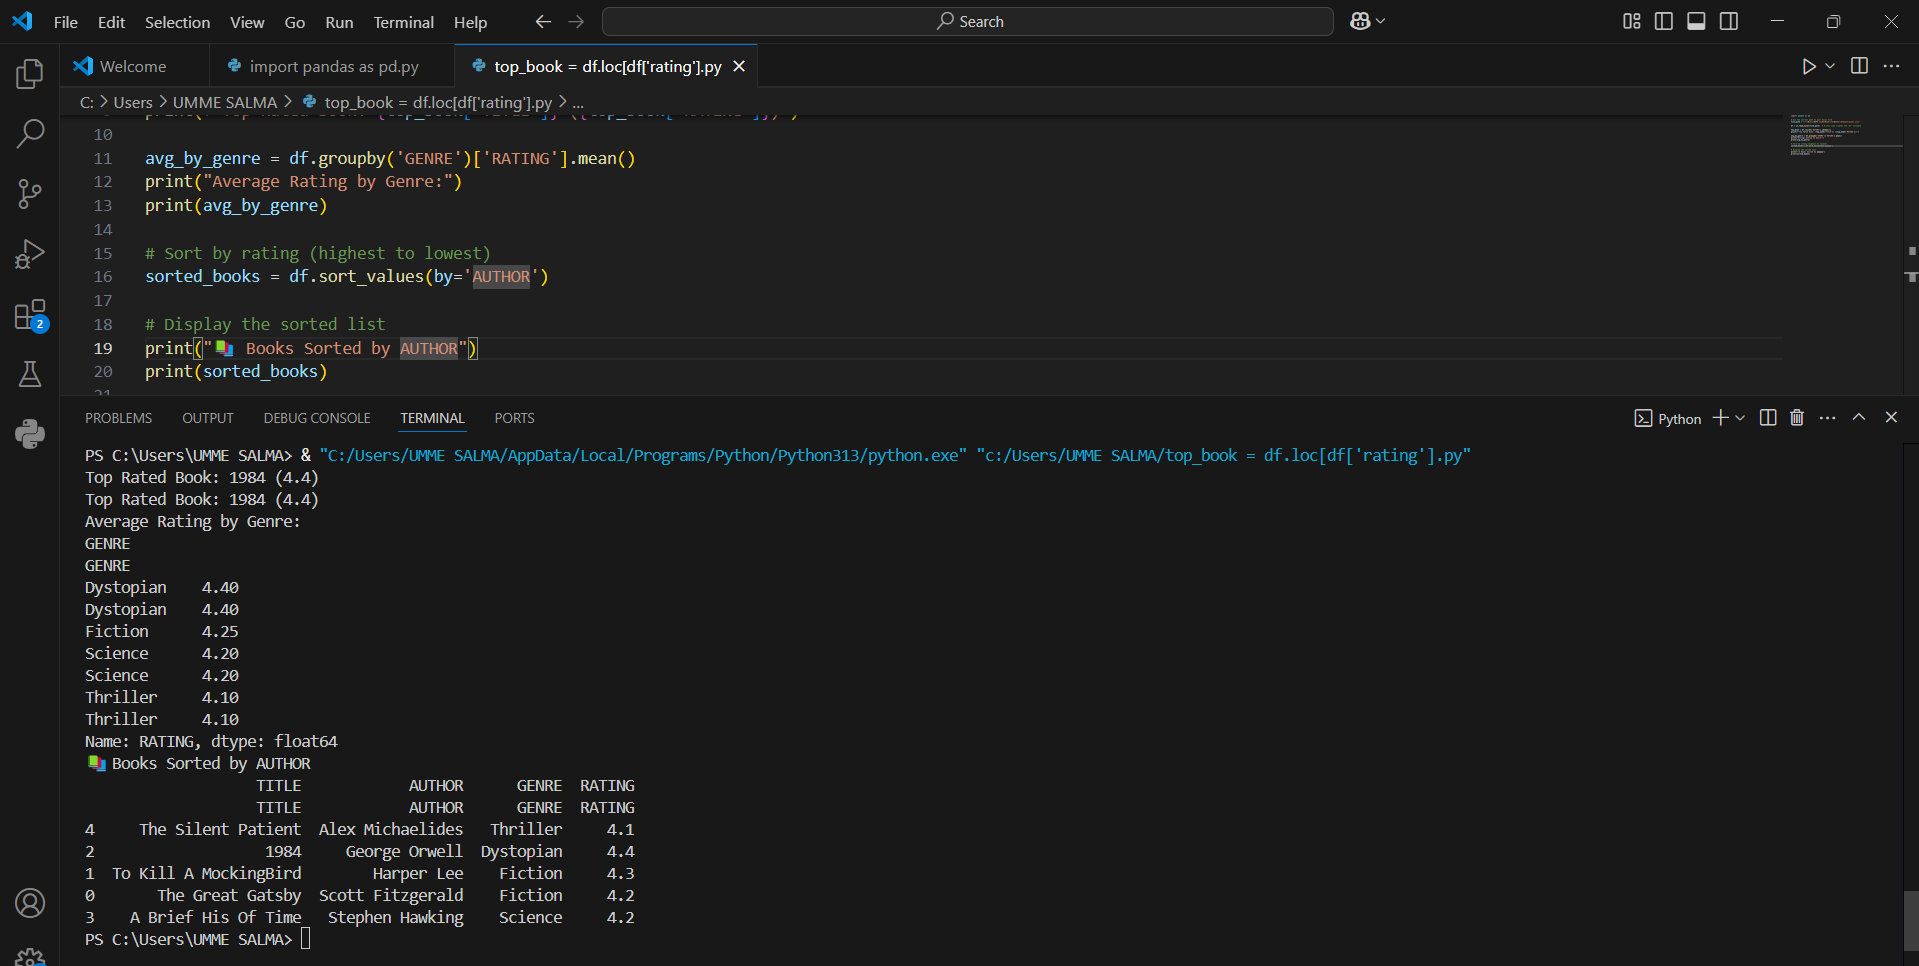 File Edit Selection View Go Run Terminal Help
Search
Welcome
import pandas as pd.py
top_book = df.loc[df['rating'].py
C: > Users > UMME SALMA > top_book = df.loc[df['rating'].py > ...
10
11 avg_by_genre = df.groupby('GENRE')['RATING'].mean()
12 print("Average Rating by Genre:")
13 print(avg_by_genre)
14
15 # Sort by rating (highest to lowest)
16 sorted_books = df.sort_values(by='AUTHOR')
17
18 # Display the sorted list
19 print("📚 Books Sorted by AUTHOR")
20 print(sorted_books)
21
2
PROBLEMS OUTPUT DEBUG CONSOLE TERMINAL PORTS
Python
PS C:\Users\UMME SALMA> & "C:/Users/UMME SALMA/AppData/Local/Programs/Python/Python313/python.exe" "c:/Users/UMME SALMA/top_book = df.loc[df['rating'].py"
Top Rated Book: 1984 (4.4)
Top Rated Book: 1984 (4.4)
Average Rating by Genre:
GENRE
GENRE
Dystopian 4.40
Dystopian 4.40
Fiction 4.25
Science 4.20
Science 4.20
Thriller 4.10
Thriller 4.10
Name: RATING, dtype: float64
📚 Books Sorted by AUTHOR
TITLE AUTHOR GENRE RATING
TITLE AUTHOR GENRE RATING
4 The Silent Patient Alex Michaelides Thriller 4.1
2 1984 George Orwell Dystopian 4.4
1 To Kill A MockingBird Harper Lee Fiction 4.3
0 The Great Gatsby Scott Fitzgerald Fiction 4.2
3 A Brief His Of Time Stephen Hawking Science 4.2
PS C:\Users\UMME SALMA>